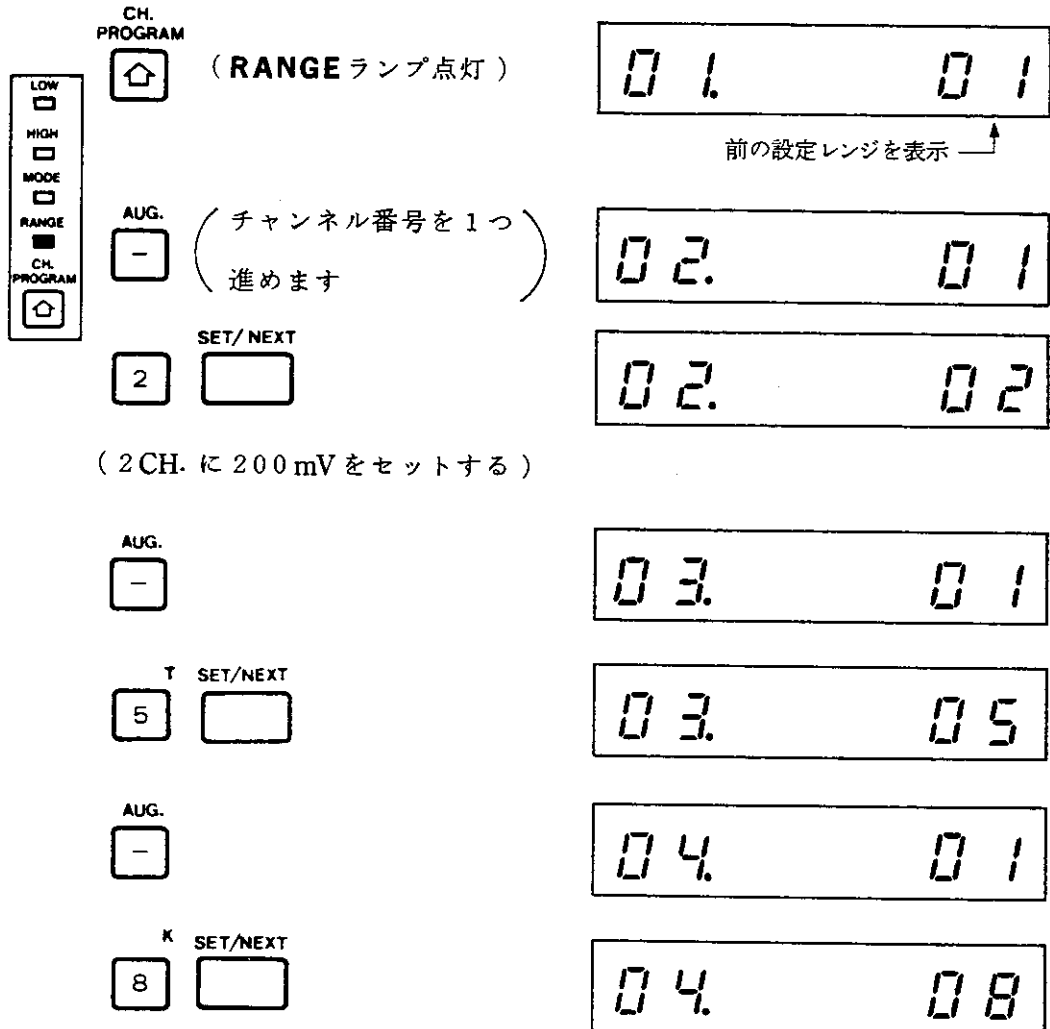 CH.
PROGRAM
(RANGEランプ点灯)
01. 01
前の設定レンジを表示
LOW
HIGH
MODE
RANGE
CH.
PROGRAM
AUG.
-
チャンネル番号を1つ
進めます
02. 01
SET/NEXT
2
02. 02
(2CH. に200mVをセットする)
AUG.
-
03. 01
T SET/NEXT
5
03. 05
AUG.
-
04. 01
K SET/NEXT
8
04. 08